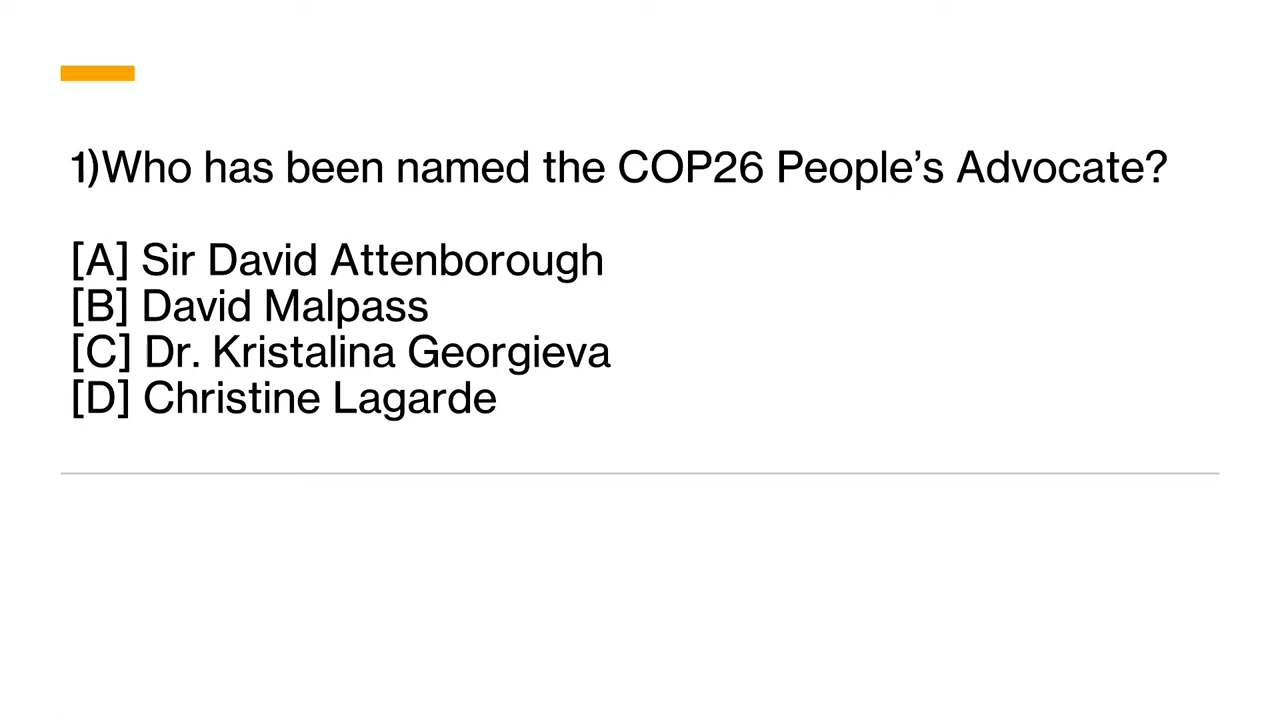 1)Who has been named the COP26 People’s Advocate?
[A] Sir David Attenborough
[B] David Malpass
[C] Dr. Kristalina Georgieva
[D] Christine Lagarde